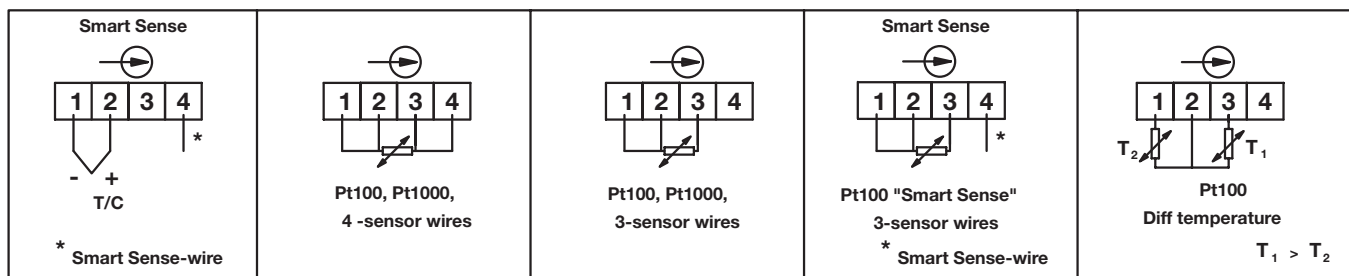 Smart Sense
1 2 3 4
*
- +
T/C
* Smart Sense-wire
1 2 3 4
Pt100, Pt1000,
4 -sensor wires
1 2 3 4
Pt100, Pt1000,
3-sensor wires
Smart Sense
1 2 3 4
*
Pt100 "Smart Sense"
3-sensor wires
* Smart Sense-wire
1 2 3 4
T2 T1
Pt100
Diff temperature
T1 > T2